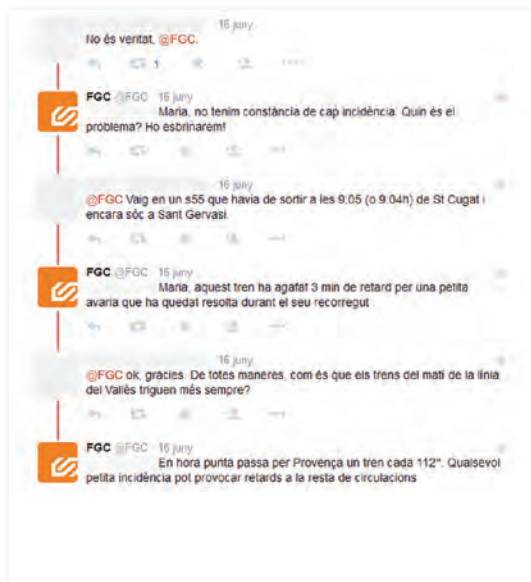 16 juny
No és veritat, @FGC.
1
FGC @FGC 16 juny
Maria, no tenim constància de cap incidència. Quin és el
problema? Ho esbrinarem!
16 juny
@FGC Vaig en un s55 que havia de sortir a les 9:05 (o 9:04h) de St Cugat i
encara sóc a Sant Gervasi.
FGC @FGC 16 juny
Maria, aquest tren ha agafat 3 min de retard per una petita
avaria que ha quedat resolta durant el seu recorregut
16 juny
@FGC ok, gràcies. De totes maneres, com és que els trens del matí de la línia
del Vallès triguen més sempre?
FGC @FGC 16 juny
En hora punta passa per Provença un tren cada 112". Qualsevol
petita incidència pot provocar retards a la resta de circulacions